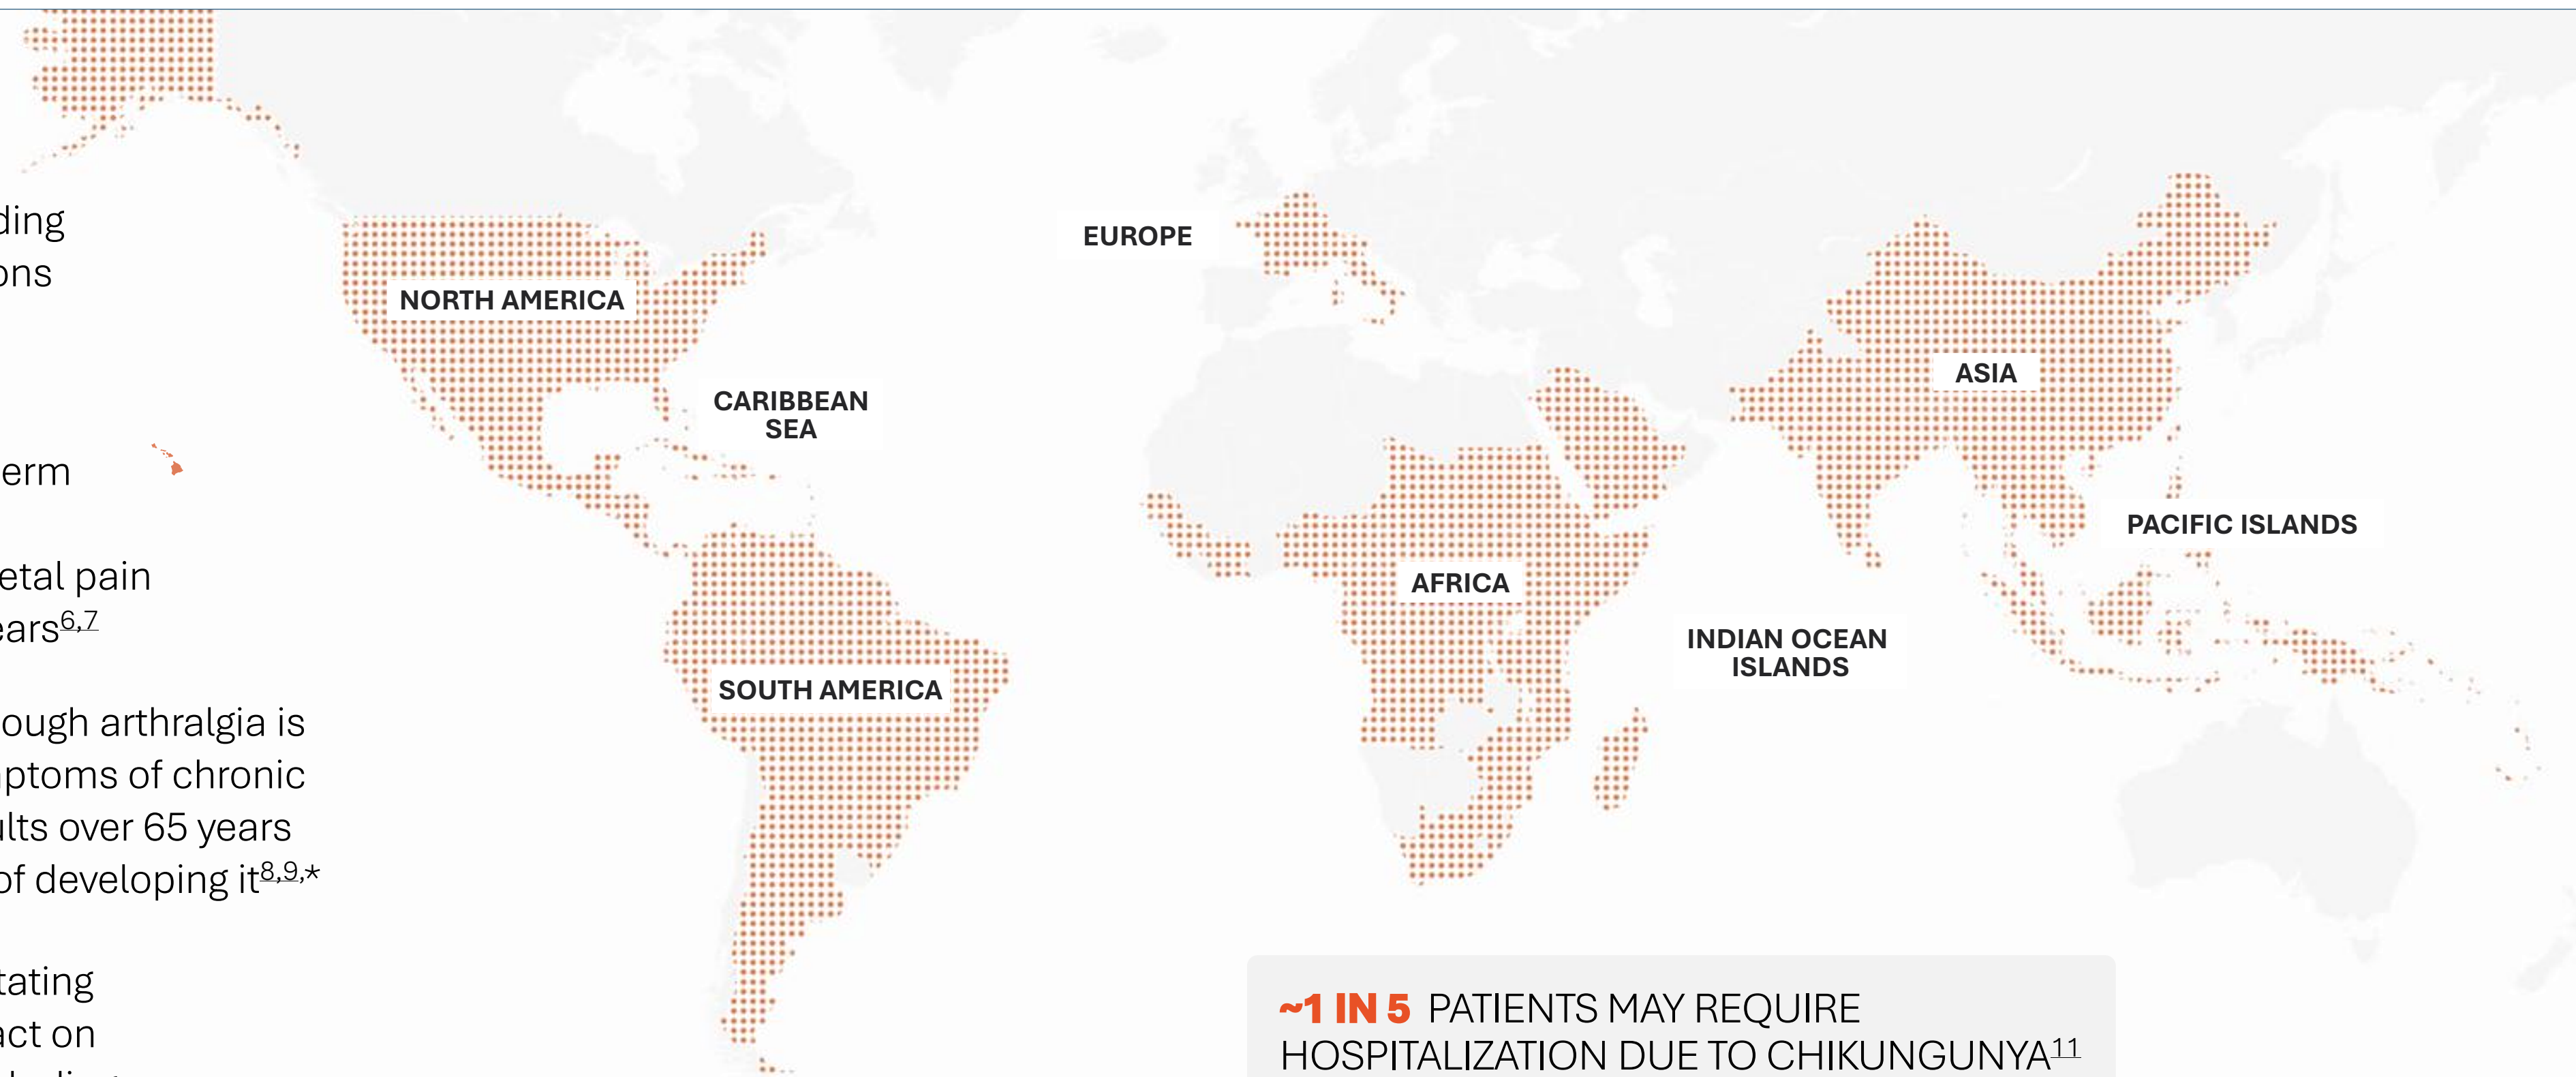 ding
ons
erm
etal pain
ears6,7
ough arthralgia is
ptoms of chronic
ults over 65 years
of developing it8,9,*
tating
act on
NORTH AMERICA
CARIBBEAN
SEA
SOUTH AMERICA
EUROPE
AFRICA
ASIA
PACIFIC ISLANDS
INDIAN OCEAN
ISLANDS
~1 IN 5 PATIENTS MAY REQUIRE
HOSPITALIZATION DUE TO CHIKUNGUNYA11